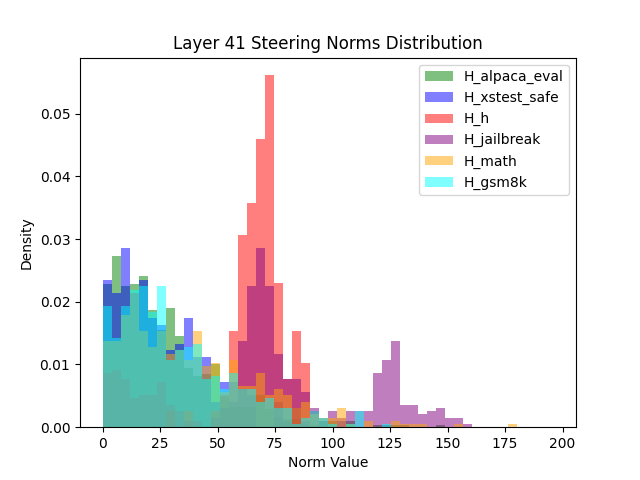 Layer 41 Steering Norms Distribution
H_alpaca_eval
H_xstest_safe
H_h
H_jailbreak
H_math
H_gsm8k
Density
0.05
0.04
0.03
0.02
0.01
0.00
0 25 50 75 100 125 150 175 200
Norm Value